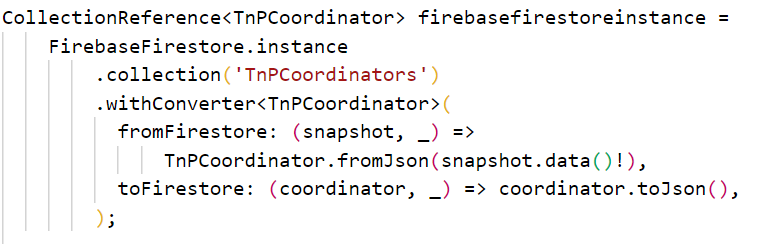 CollectionReference<TnPCoordinator> firebasefirestoreinstance =
FirebaseFirestore.instance
.collection('TnPCoordinators')
.withConverter<TnPCoordinator>(
fromFirestore: (snapshot, _) =>
TnPCoordinator.fromJson(snapshot.data()!),
toFirestore: (coordinator, _) => coordinator.toJson(),
);